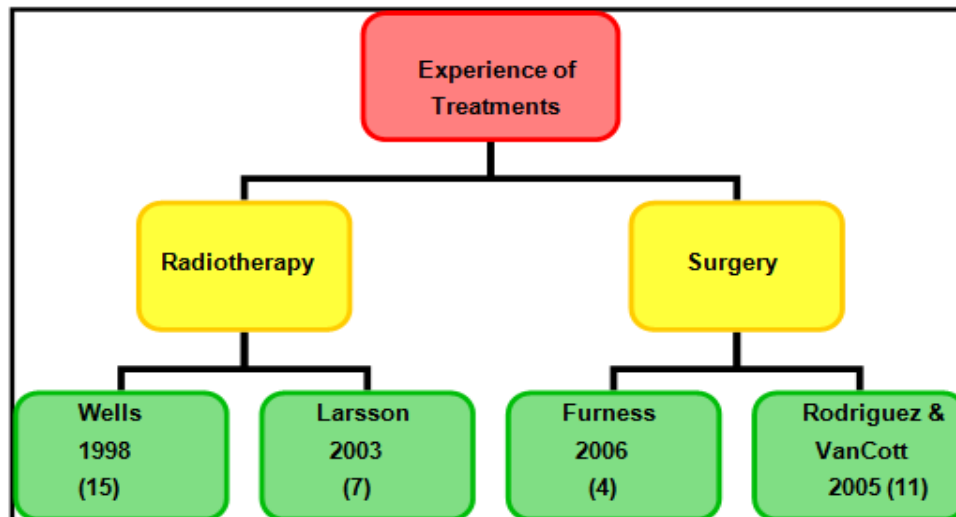 Experience of
Treatments
Radiotherapy
Surgery
Wells
1998
(15)
Larsson
2003
(7)
Furness
2006
(4)
Rodriguez &
VanCott
2005 (11)